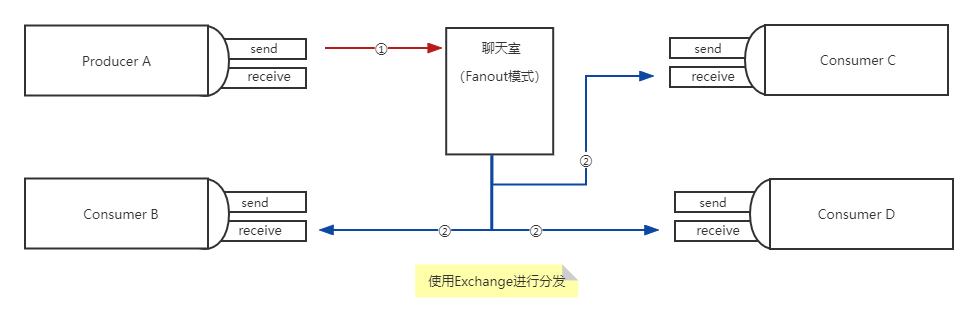 Producer A
send
receive
①
聊天室
（Fanout模式）
send
receive
Consumer C
②
Consumer B
send
receive
②
②
send
receive
Consumer D
使用Exchange进行分发